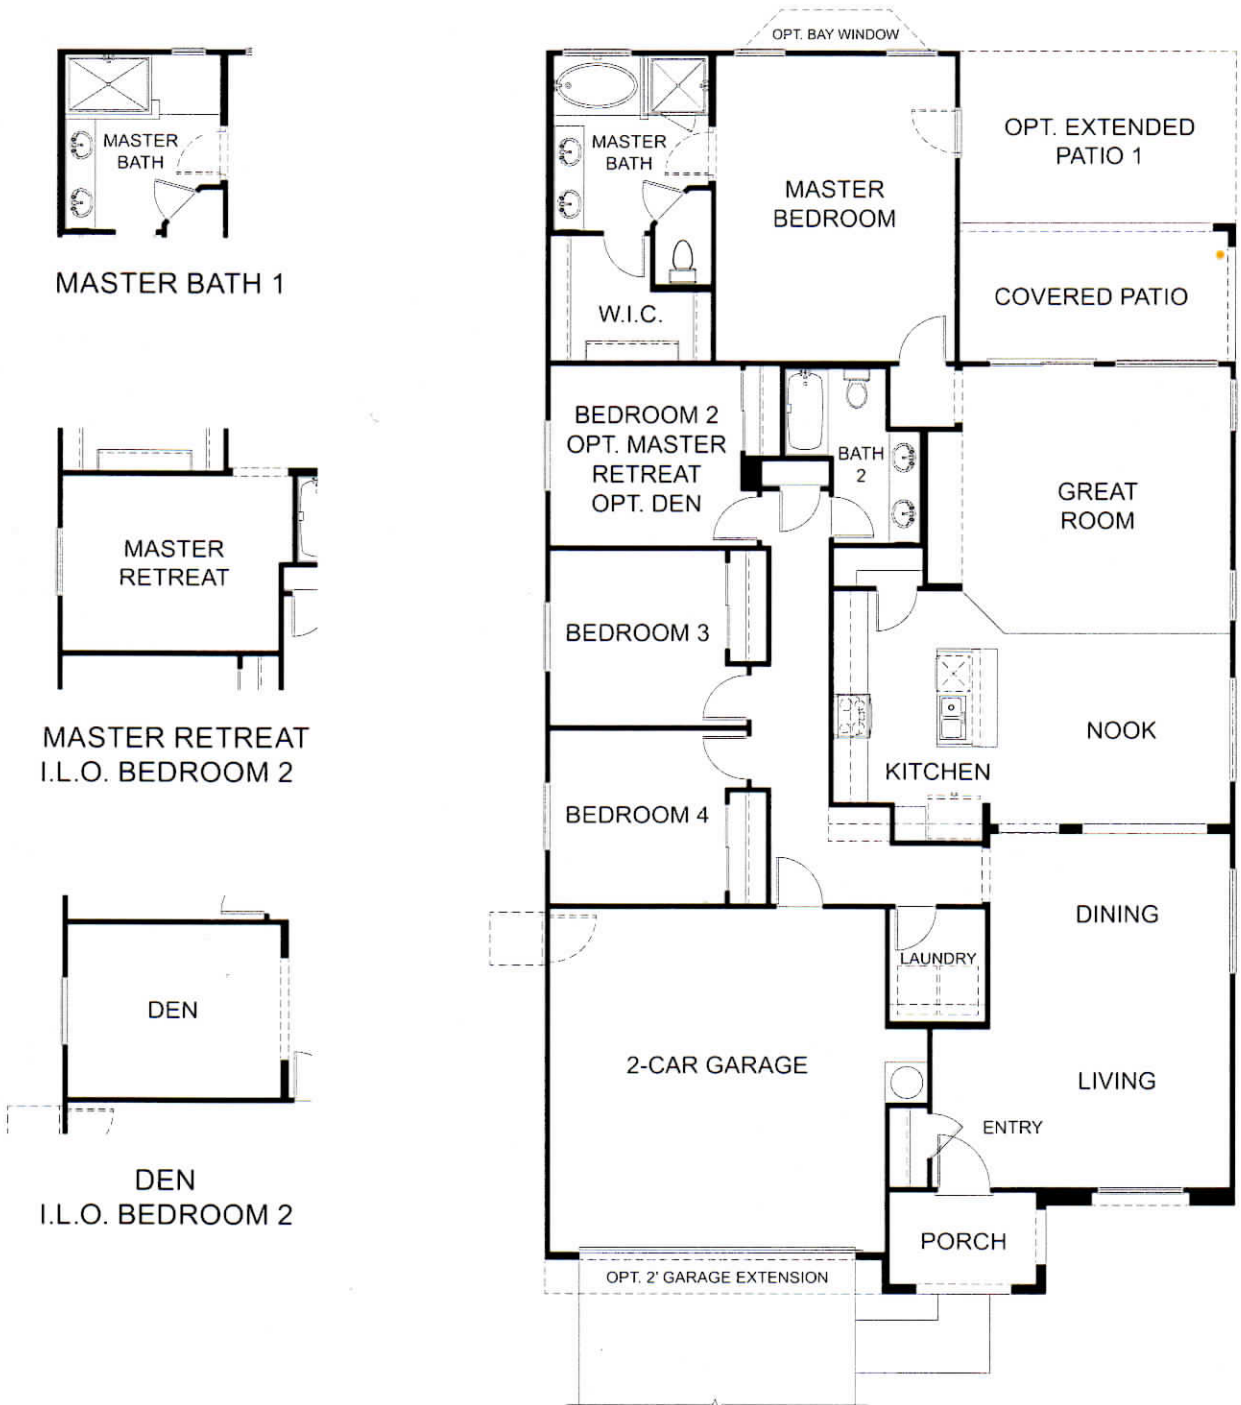 MASTER
BATH
MASTER BATH 1
MASTER
RETREAT
MASTER RETREAT
I.L.O. BEDROOM 2
DEN
DEN
I.L.O. BEDROOM 2
OPT. BAY WINDOW
MASTER
BATH
MASTER
BEDROOM
OPT. EXTENDED
PATIO 1
COVERED PATIO
W.I.C.
BEDROOM 2
OPT. MASTER
RETREAT
OPT. DEN
BATH
2
GREAT
ROOM
BEDROOM 3
NOOK
KITCHEN
BEDROOM 4
DINING
LAUNDRY
2-CAR GARAGE
LIVING
ENTRY
PORCH
OPT. 2' GARAGE EXTENSION